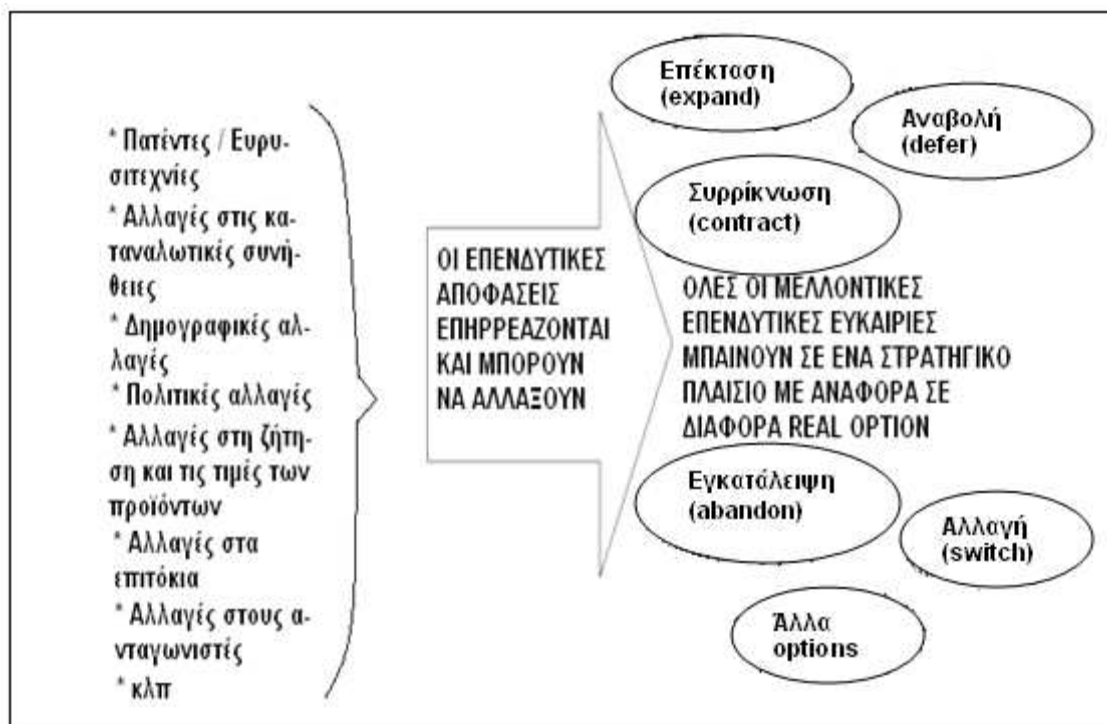 * Πατέντες / Ευρυ-
σιτεχνίες
* Αλλαγές στις κα-
ταναλωτικές συνή-
θειες
* Δημογραφικές αλ-
λαγές
* Πολιτικές αλλαγές
* Αλλαγές στη ζήτη-
ση και τις τιμές των
προϊόντων
* Αλλαγές στα
επιτόκια
* Αλλαγές στους α-
νταγωνιστές
* κλπ
ΟΙ ΕΠΕΝΔΥΤΙΚΕΣ
ΑΠΟΦΑΣΕΙΣ
ΕΠΗΡΡΕΑΖΟΝΤΑΙ
ΚΑΙ ΜΠΟΡΟΥΝ
ΝΑ ΑΛΛΑΞΟΥΝ
Επέκταση
(expand)
Αναβολή
(defer)
Συρρίκνωση
(contract)
ΟΛΕΣ ΟΙ ΜΕΛΛΟΝΤΙΚΕΣ
ΕΠΕΝΔΥΤΙΚΕΣ ΕΥΚΑΙΡΙΕΣ
ΜΠΑΙΝΟΥΝ ΣΕ ΕΝΑ ΣΤΡΑΤΗΓΙΚΟ
ΠΛΑΙΣΙΟ ΜΕ ΑΝΑΦΟΡΑ ΣΕ
ΔΙΑΦΟΡΑ REAL OPTION
Εγκατάλειψη
(abandon)
Αλλαγή
(switch)
Άλλα
options